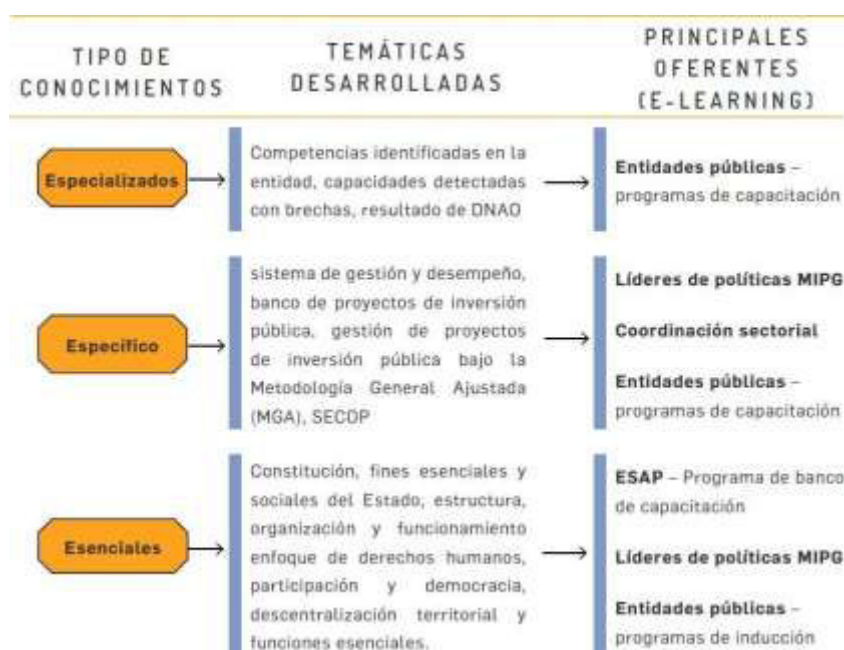 TIPO DE
CONOCIMIENTOS
TEMÁTICAS
DESARROLLADAS
PRINCIPALES
OFERENTES
(E-LEARNING)
Especializados
Competencias identificadas en la
entidad, capacidades detectadas
con brechas, resultado de DNAO
Entidades públicas –
programas de capacitación
Específico
sistema de gestión y desempeño,
banco de proyectos de inversión
pública, gestión de proyectos
de inversión pública bajo la
Metodología General Ajustada
(MGA), SECOP
Líderes de políticas MIPG
Coordinación sectorial
Entidades públicas –
programas de capacitación
Esenciales
Constitución, fines esenciales y
sociales del Estado, estructura,
organización y funcionamiento
enfoque de derechos humanos,
participación y democracia,
descentralización territorial y
funciones esenciales.
ESAP – Programa de banco
de capacitación
Líderes de políticas MIPG
Entidades públicas –
programas de inducción